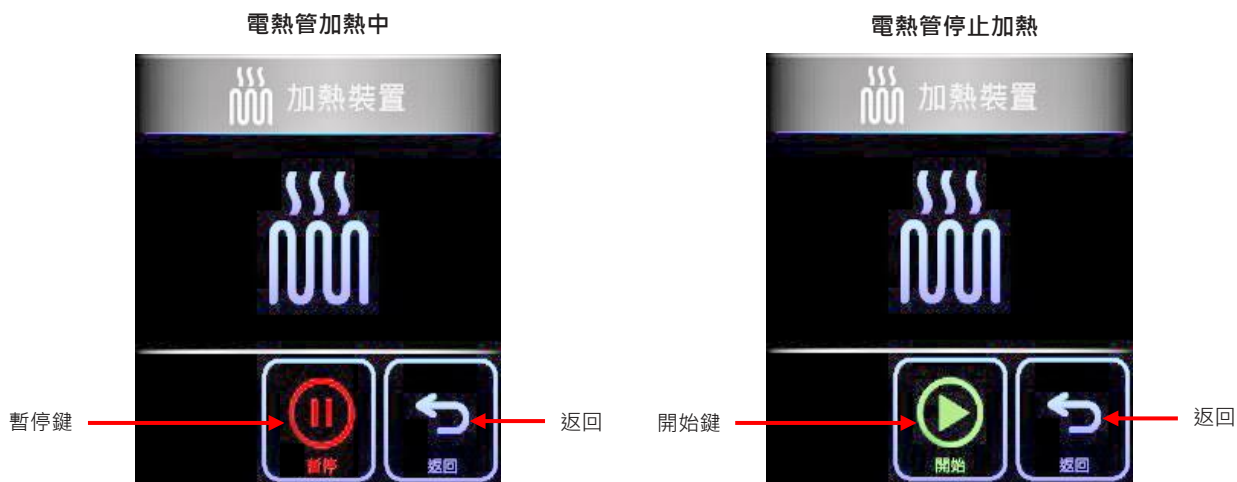 電熱管加熱中
加熱裝置
暫停鍵
暫停
返回
返回
電熱管停止加熱
加熱裝置
開始鍵
開始
返回
返回